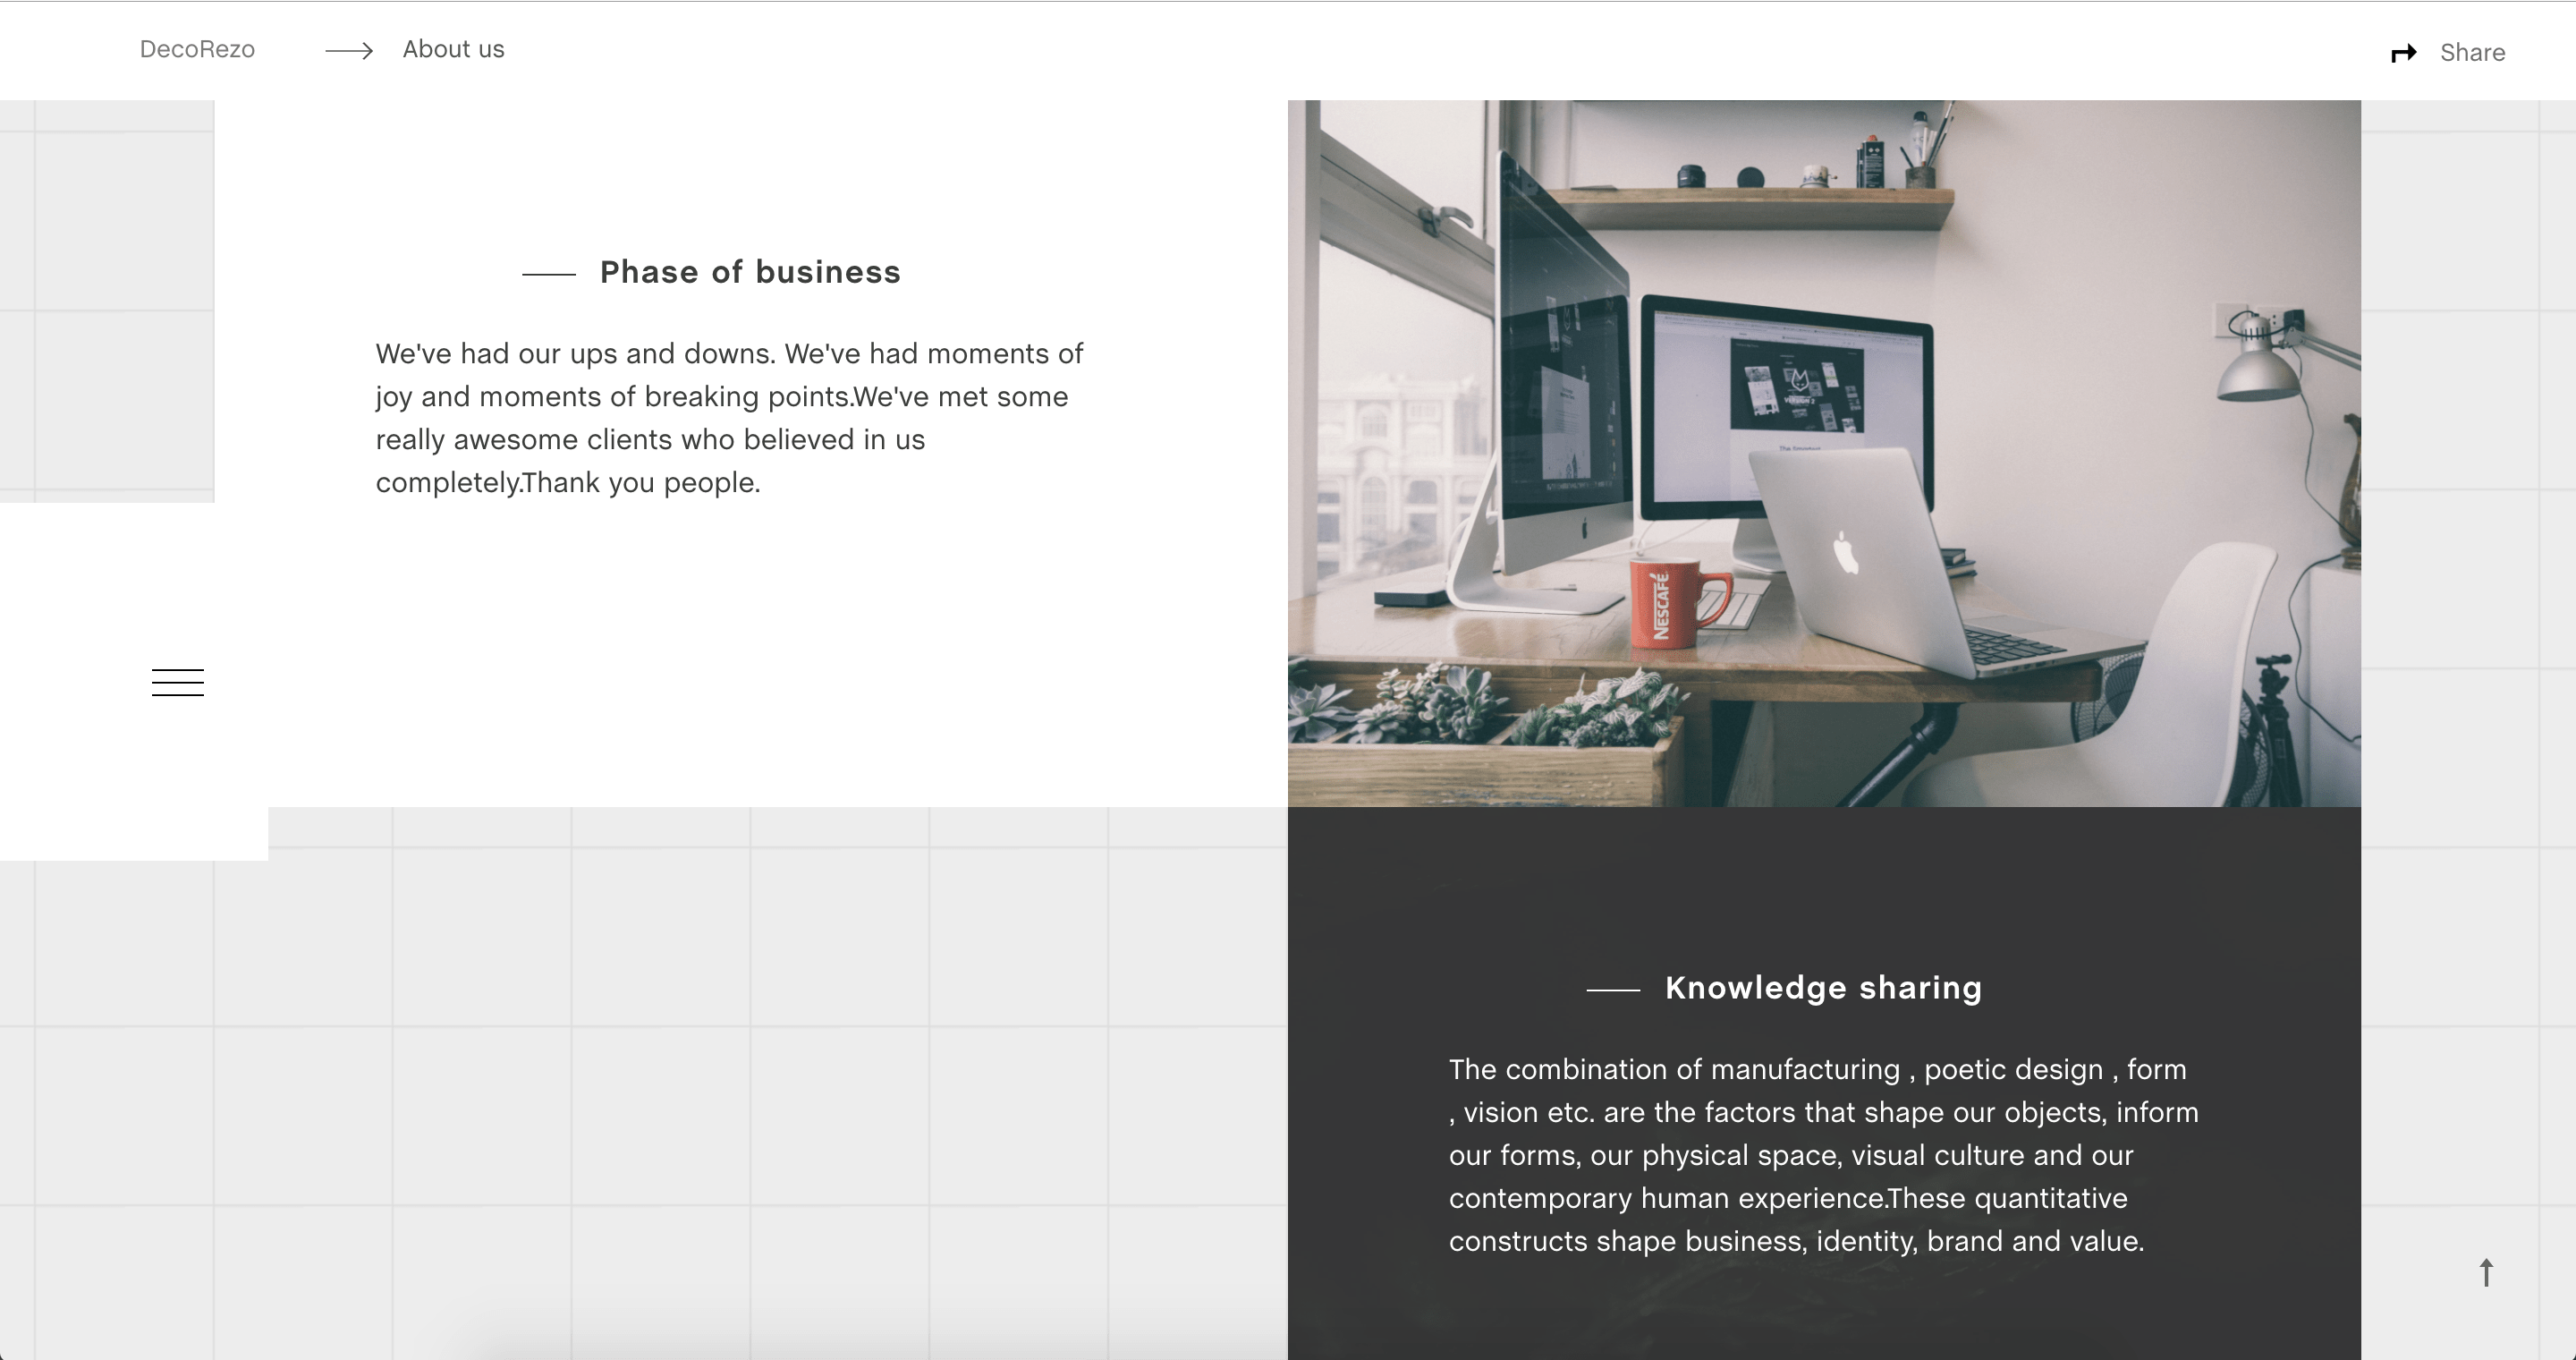 DecoRezo
About us
Share
Phase of business
We've had our ups and downs. We've had moments of
joy and moments of breaking points.We've met some
really awesome clients who believed in us
completely.Thank you people.
NESCAFÉ
Version 2
Knowledge sharing
The combination of manufacturing , poetic design , form
, vision etc. are the factors that shape our objects, inform
our forms, our physical space, visual culture and our
contemporary human experience.These quantitative
constructs shape business, identity, brand and value.